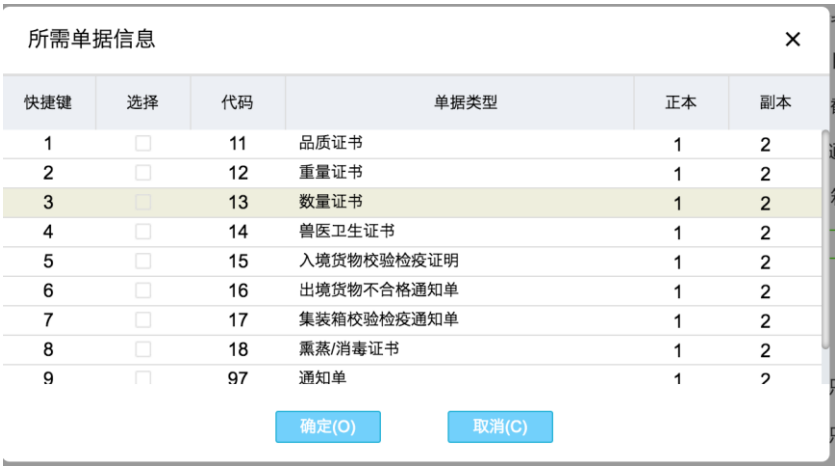 所需单据信息 ×
快捷键 选择 代码 单据类型 正本 副本
1 11 品质证书 1 2
2 12 重量证书 1 2
3 13 数量证书 1 2
4 14 兽医卫生证书 1 2
5 15 入境货物校验检疫证明 1 2
6 16 出境货物不合格通知单 1 2
7 17 集装箱校验检疫通知单 1 2
8 18 熏蒸/消毒证书 1 2
9 97 通知单 1 2
确定(O) 取消(C)